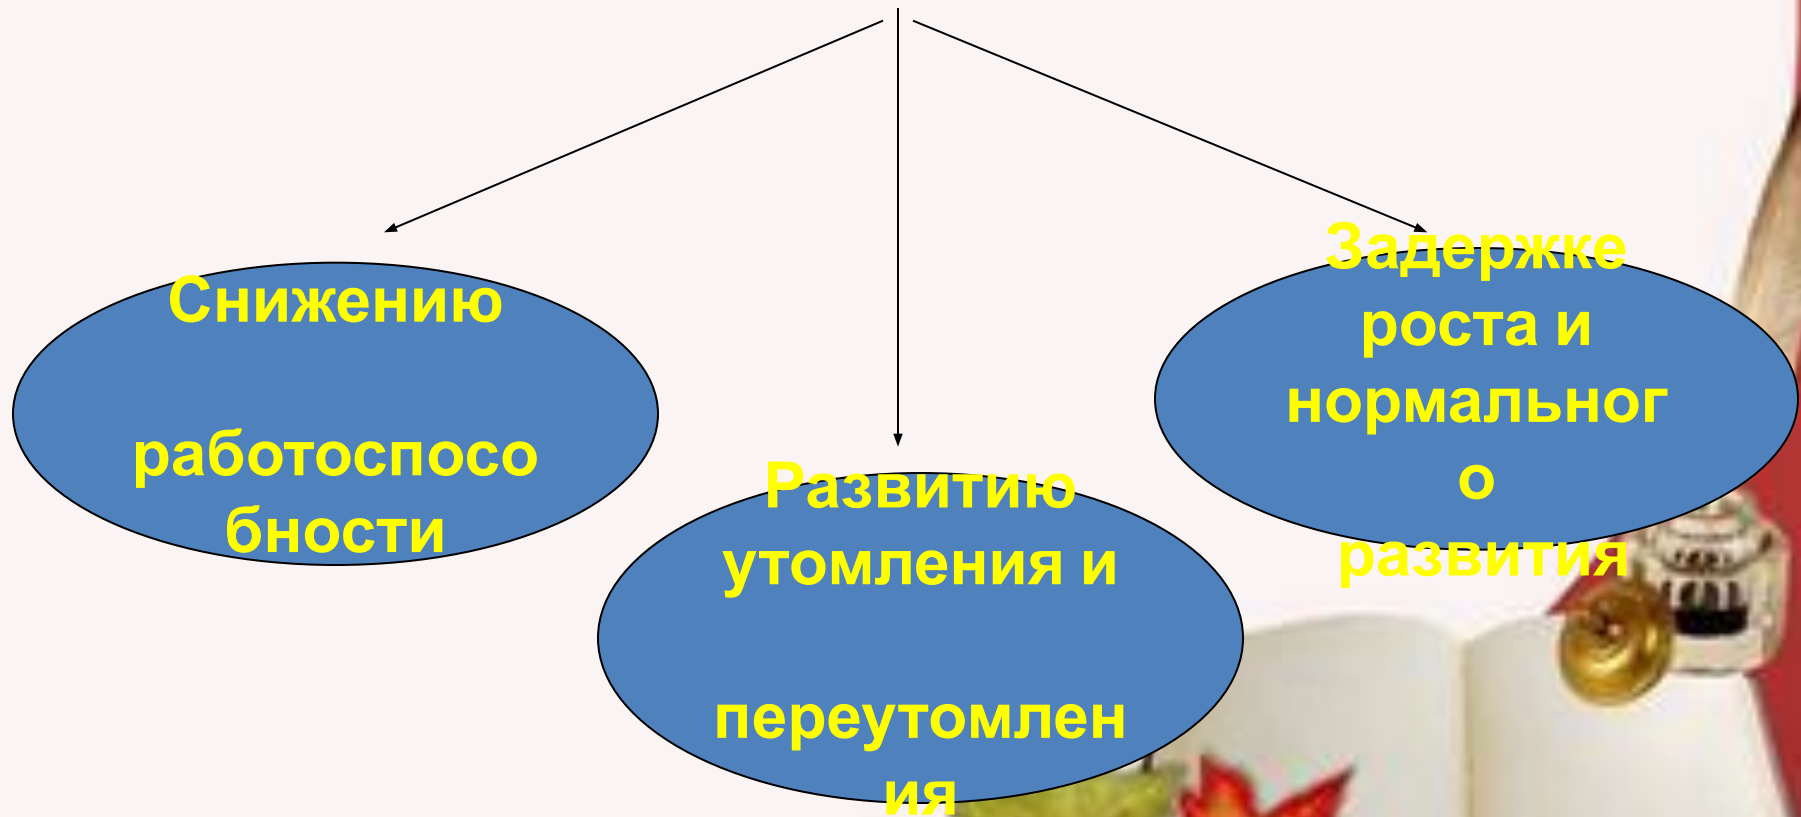 Снижению
работоспосо
бности
Развитию
утомления и
переутомлен
ия
Задержке
роста и
нормальног
о
развития